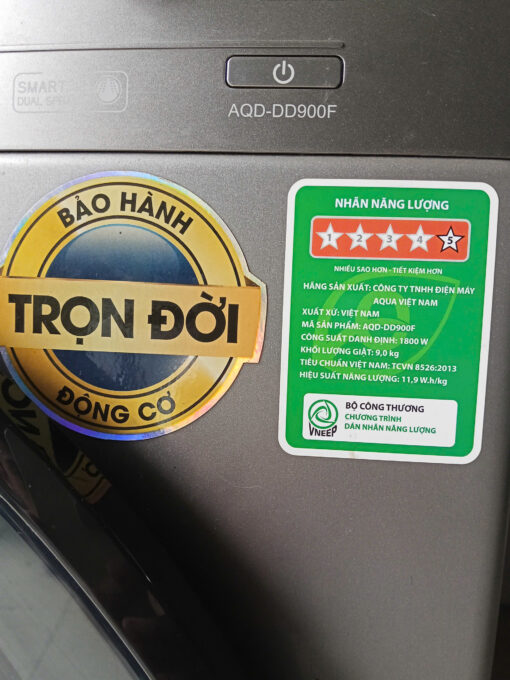 SMART
DUAL SPRAY
AQD-DD900F
BẢO HÀNH
TRỌN ĐỜI
ĐỘNG CƠ
NHÃN NĂNG LƯỢNG
1 2 3 4 5
NHIỀU SAO HƠN - TIẾT KIỆM HƠN
HÃNG SẢN XUẤT: CÔNG TY TNHH ĐIỆN MÁY
AQUA VIỆT NAM
XUẤT XỨ: VIỆT NAM
MÃ SẢN PHẨM: AQD-DD900F
CÔNG SUẤT DANH ĐỊNH: 1800 W
KHỐI LƯỢNG GIẶT: 9,0 kg
TIÊU CHUẨN VIỆT NAM: TCVN 8526:2013
HIỆU SUẤT NĂNG LƯỢNG: 11,9 W.h/kg
VNEEP
BỘ CÔNG THƯƠNG
CHƯƠNG TRÌNH
DÁN NHÃN NĂNG LƯỢNG